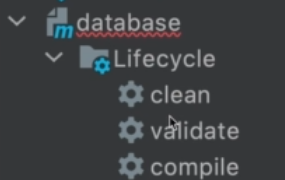 database
Lifecycle
clean
validate
compile